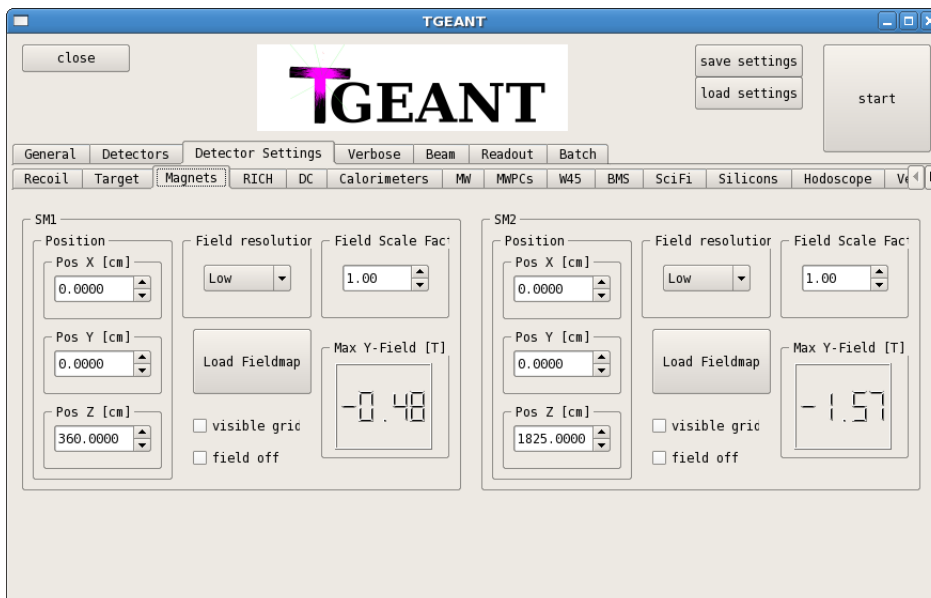 TGEANT
close
TGEANT
save settings
load settings
start
General Detectors Detector Settings Verbose Beam Readout Batch
Recoil Target Magnets RICH DC Calorimeters MW MWPCs W45 BMS SciFi Silicons Hodoscope
SM1
Position
Pos X [cm]
0.0000
Pos Y [cm]
0.0000
Pos Z [cm]
360.0000
Field resolution
Low
Field Scale Fac
1.00
Load Fieldmap
Max Y-Field [T]
-0.48
visible grid
field off
SM2
Position
Pos X [cm]
0.0000
Pos Y [cm]
0.0000
Pos Z [cm]
1825.0000
Field resolution
Low
Field Scale Fac
1.00
Load Fieldmap
Max Y-Field [T]
-1.57
visible grid
field off